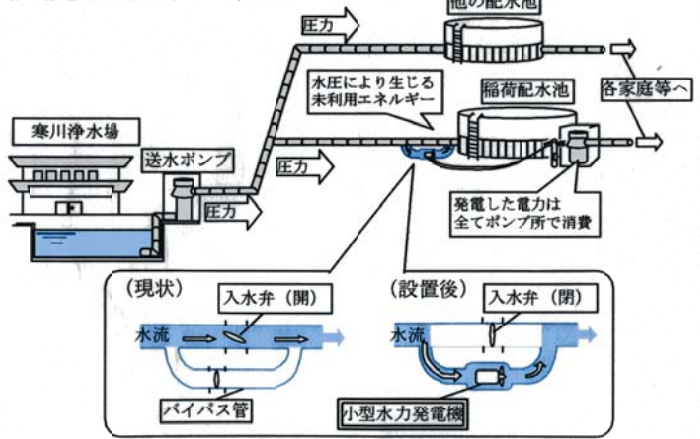 他の配水池
圧力
水圧により生じる
未利用エネルギー
稲荷配水池
各家庭等へ
寒川浄水場
送水ポンプ
圧力
圧力
発電した電力は
全てポンプ所で消費
(現状)
入水弁(開)
水流
バイパス管
(設置後)
入水弁(閉)
水流
小型水力発電機